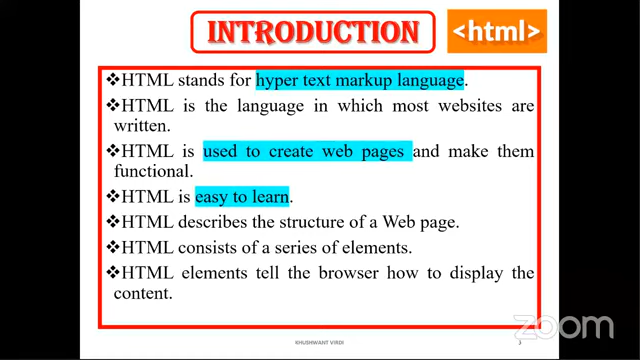 INTRODUCTION
<html>
❖HTML stands for hyper text markup language.
❖HTML is the language in which most websites are
written.
❖HTML is used to create web pages and make them
functional.
❖HTML is easy to learn.
❖HTML describes the structure of a Web page.
❖HTML consists of a series of elements.
❖HTML elements tell the browser how to display the
content.
zoom
KHUSHWANT VIRDI
3